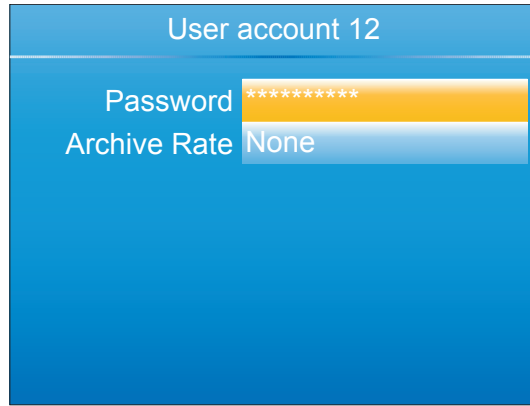 User account 12
Password **********
Archive Rate None